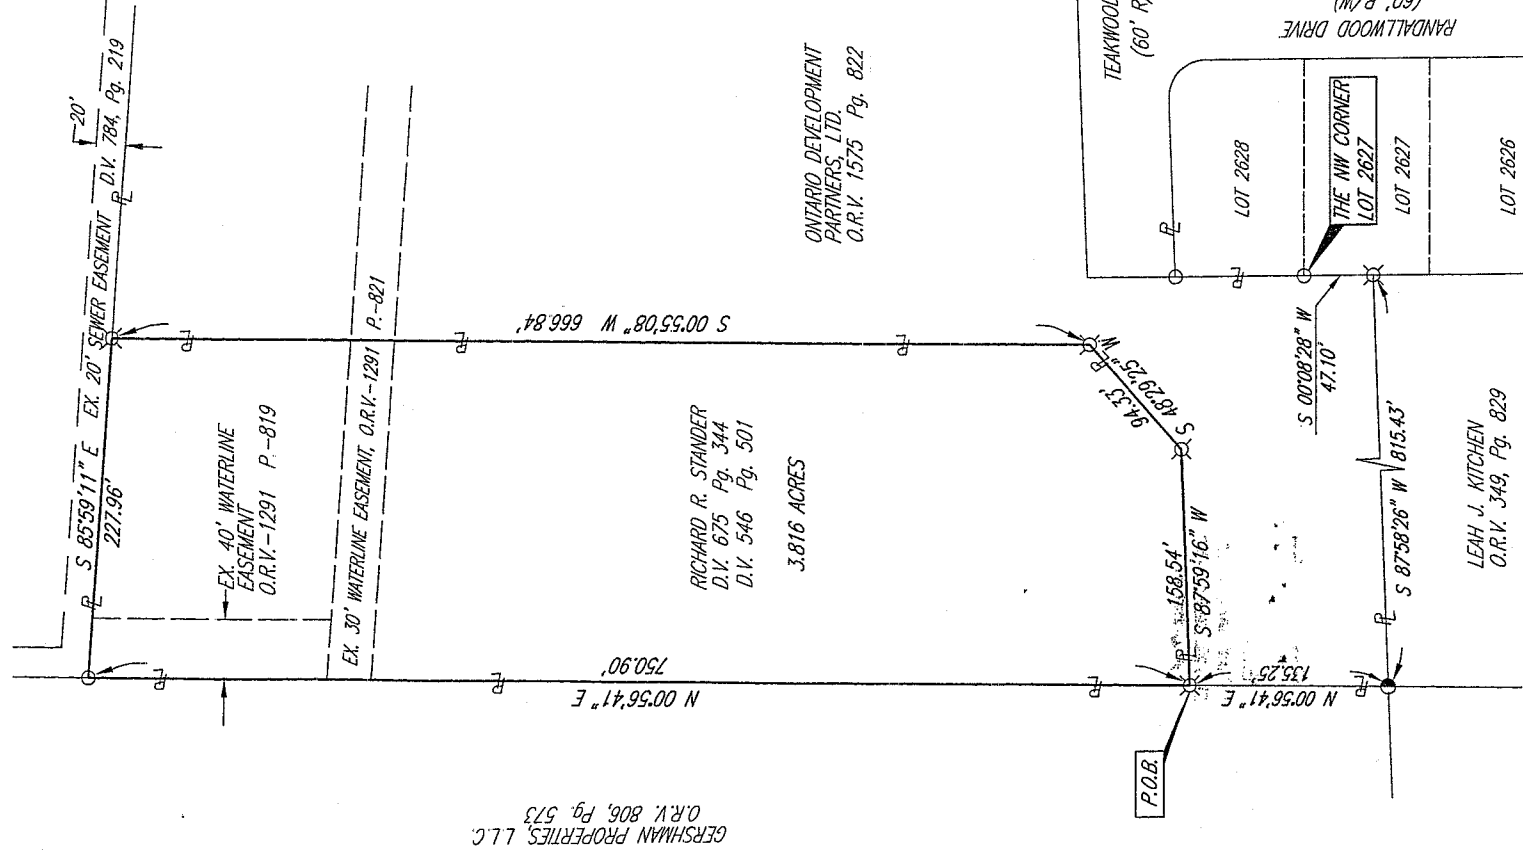 20'
S 85°59'11" E EX. 20' SEWER EASEMENT D.V. 784, Pg. 219
227.96'
EX. 40' WATERLINE
EASEMENT
O.R.V.-1291 P.-819
EX. 30' WATERLINE EASEMENT, O.R.V.-1291 P.-821
ONTARIO DEVELOPMENT
PARTNERS, LTD.
O.R.V. 1575 Pg. 822
TEAKWOOD
(60' R/
RANDALLWOOD DRIVE
(60' R/W)
LOT 2628
THE NW CORNER
LOT 2627
LOT 2627
LOT 2626
S 00°55'08" W 666.84'
94.33'
S 48°29'25" W
RICHARD R. STANDER
D.V. 675 Pg. 344
D.V. 546 Pg. 501
3.816 ACRES
S 00°08'28" W
47.10'
158.54'
S 87°59'16" W
S 87°58'26" W 815.43'
LEAH J. KITCHEN
O.R.V. 349, Pg. 829
N 00°56'41" E
750.90'
N 00°56'41" E
135.25'
P.O.B.
GERSHMAN PROPERTIES, L.L.C.
O.R.V. 806, Pg. 573